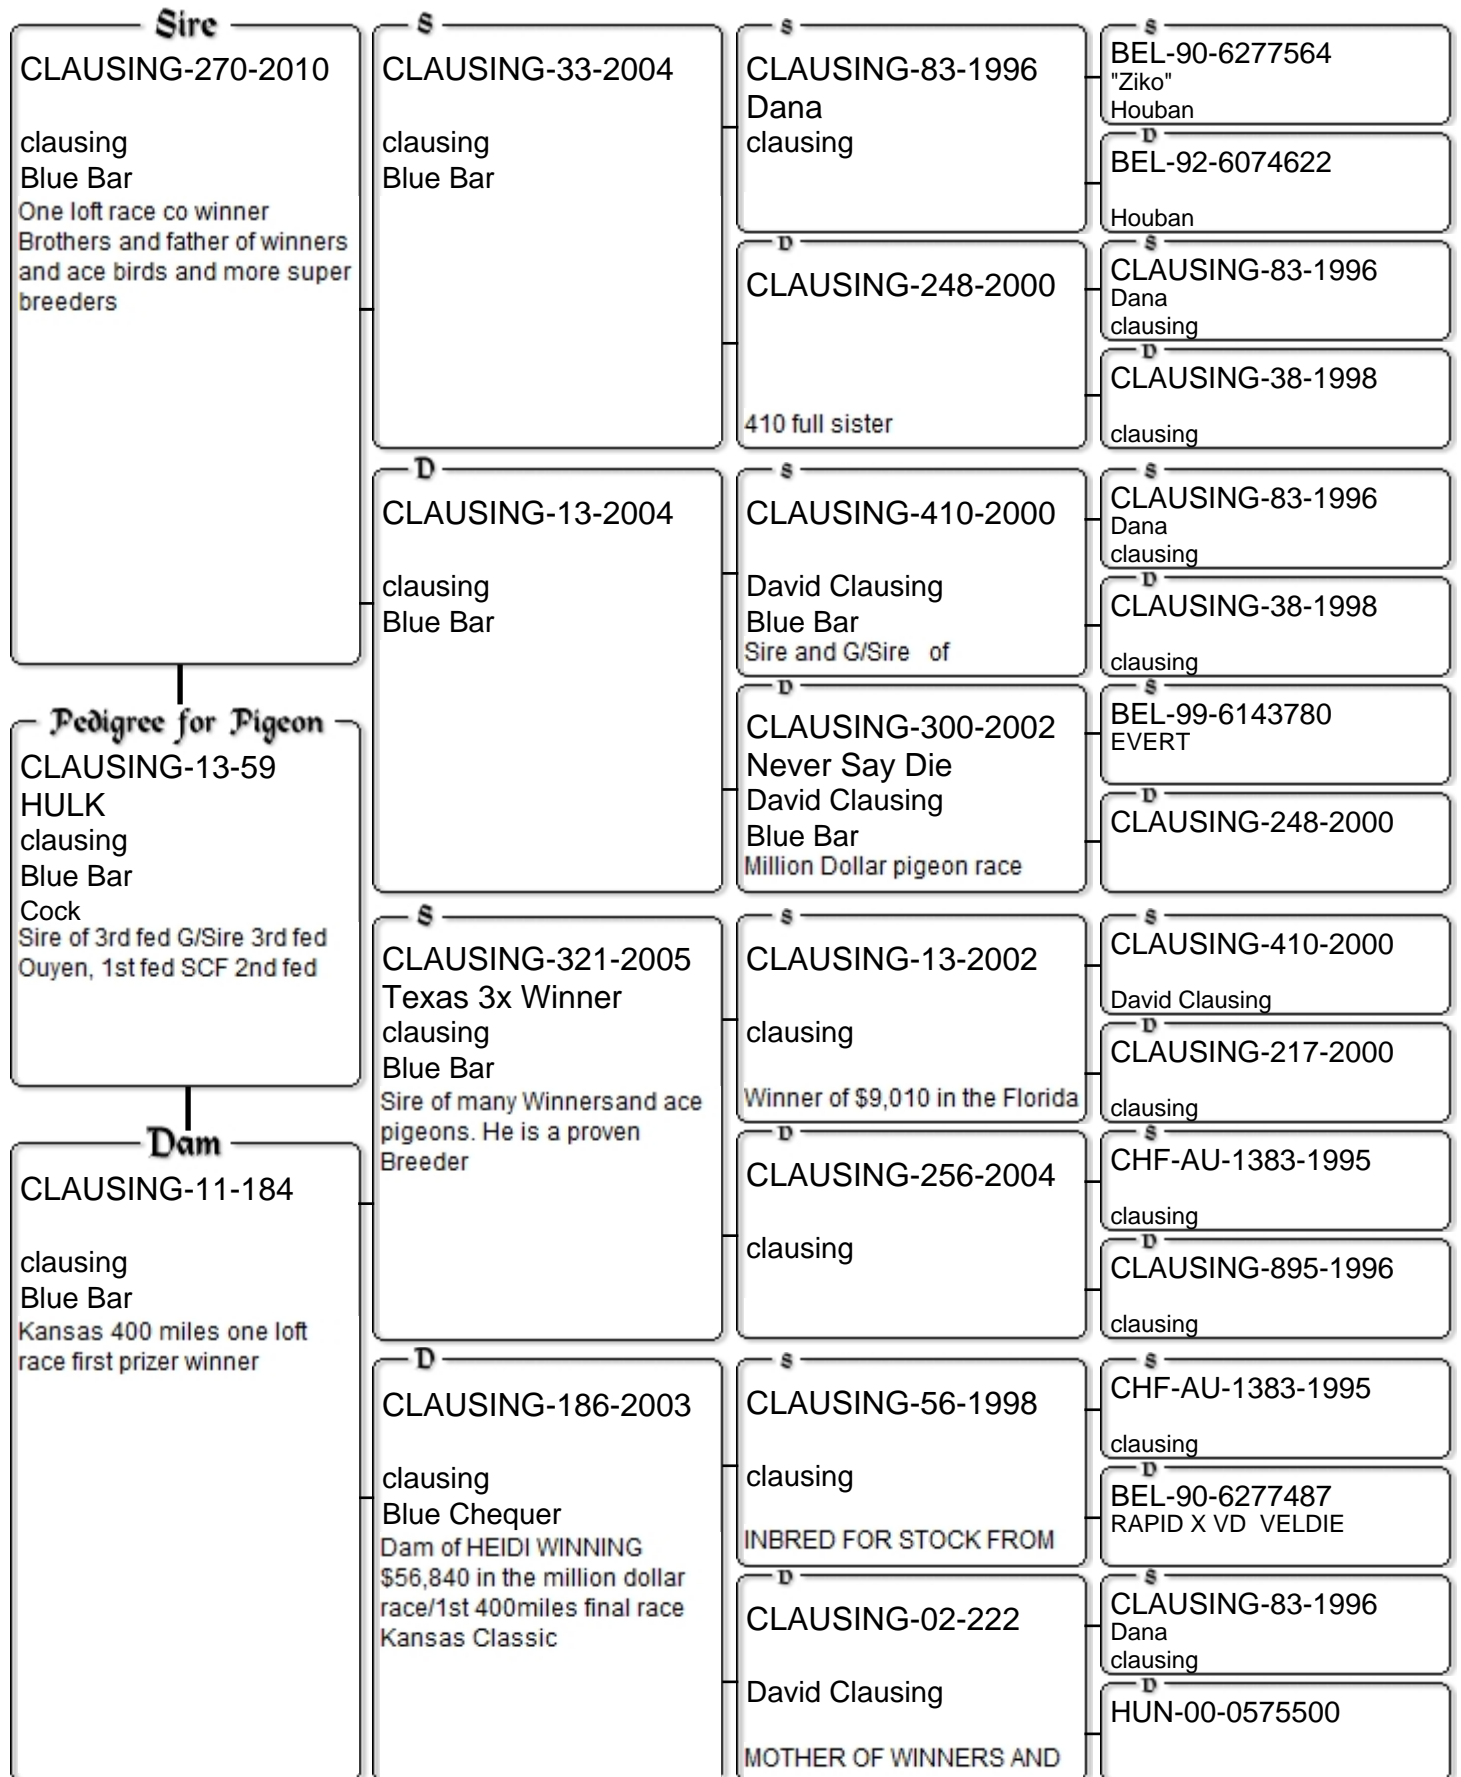 Sire
CLAUSING-270-2010
clausing
Blue Bar
One loft race co winner
Brothers and father of winners
and ace birds and more super
breeders
Pedigree for Pigeon
CLAUSING-13-59
HULK
clausing
Blue Bar
Cock
Sire of 3rd fed G/Sire 3rd fed
Ouyen, 1st fed SCF 2nd fed
Dam
CLAUSING-11-184
clausing
Blue Bar
Kansas 400 miles one loft
race first prizer winner
S
CLAUSING-33-2004
clausing
Blue Bar
D
CLAUSING-13-2004
clausing
Blue Bar
S
CLAUSING-321-2005
Texas 3x Winner
clausing
Blue Bar
Sire of many Winnersand ace
pigeons. He is a proven
Breeder
D
CLAUSING-186-2003
clausing
Blue Chequer
Dam of HEIDI WINNING
$56,840 in the million dollar
race/1st 400miles final race
Kansas Classic
S
CLAUSING-83-1996
Dana
clausing
D
CLAUSING-248-2000
410 full sister
S
CLAUSING-410-2000
David Clausing
Blue Bar
Sire and G/Sire of
D
CLAUSING-300-2002
Never Say Die
David Clausing
Blue Bar
Million Dollar pigeon race
S
CLAUSING-13-2002
clausing
Winner of $9,010 in the Florida
D
CLAUSING-256-2004
clausing
S
CLAUSING-56-1998
clausing
INBRED FOR STOCK FROM
D
CLAUSING-02-222
David Clausing
MOTHER OF WINNERS AND
S
BEL-90-6277564
"Ziko"
Houban
D
BEL-92-6074622
Houban
S
CLAUSING-83-1996
Dana
clausing
D
CLAUSING-38-1998
clausing
S
CLAUSING-83-1996
Dana
clausing
D
CLAUSING-38-1998
clausing
S
BEL-99-6143780
EVERT
D
CLAUSING-248-2000
S
CLAUSING-410-2000
David Clausing
D
CLAUSING-217-2000
clausing
S
CHF-AU-1383-1995
clausing
D
CLAUSING-895-1996
clausing
S
CHF-AU-1383-1995
clausing
D
BEL-90-6277487
RAPID X VD VELDIE
S
CLAUSING-83-1996
Dana
clausing
D
HUN-00-0575500